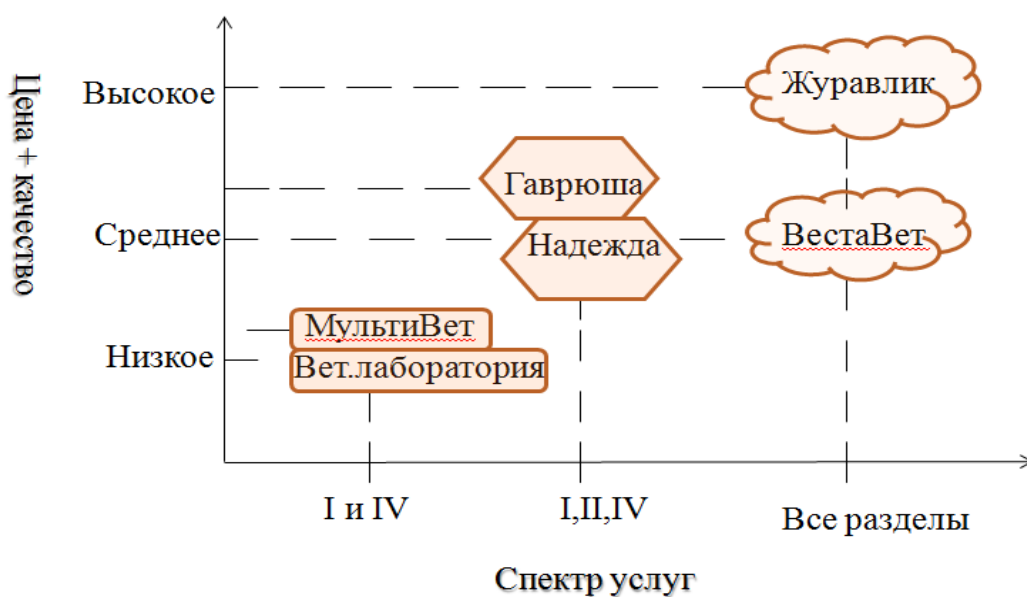 Цена + качество
Высокое
Журавлик
Гаврюша
Среднее
Надежда
ВестаВет
МультиВет
Низкое
Вет.лаборатория
I и IV
I,II,IV
Все разделы
Спектр услуг